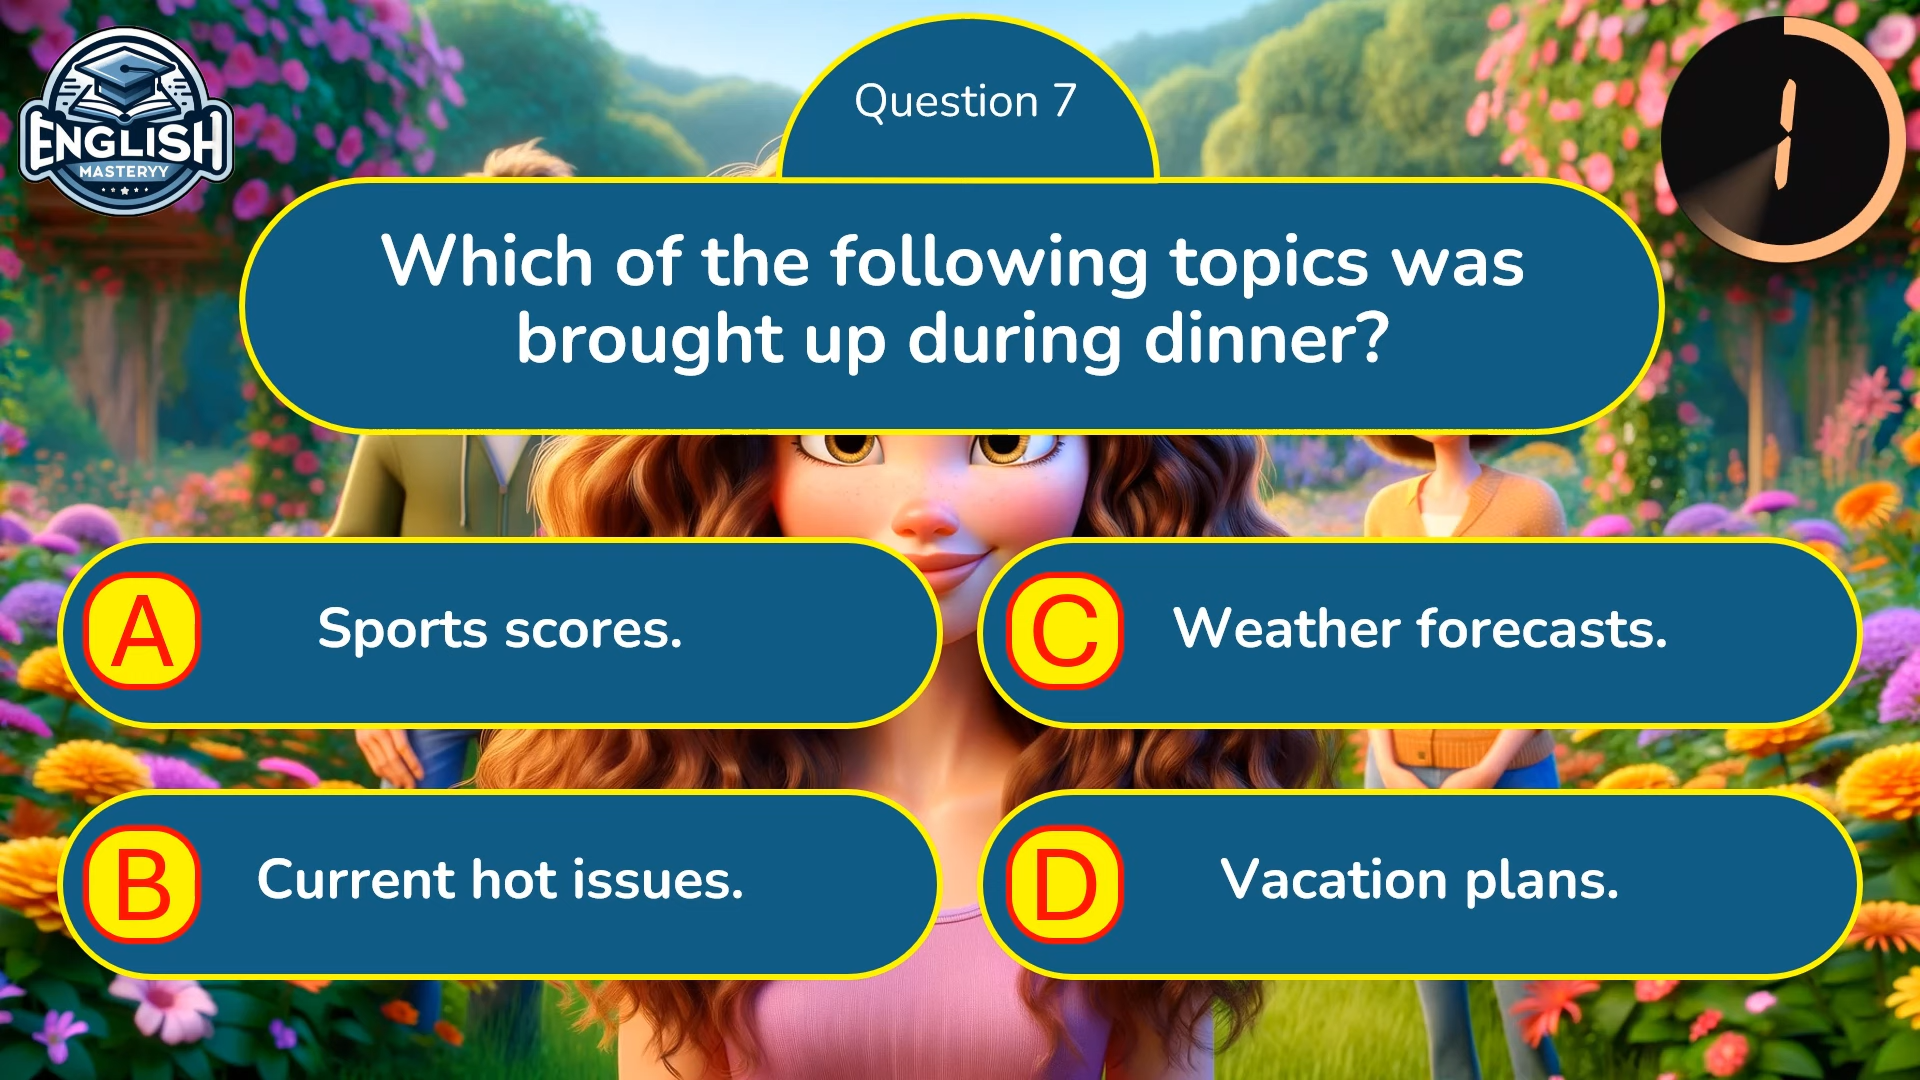 ENGLISH
MASTERYY
Question 7
1
Which of the following topics was
brought up during dinner?
A Sports scores.
C Weather forecasts.
B Current hot issues.
D Vacation plans.